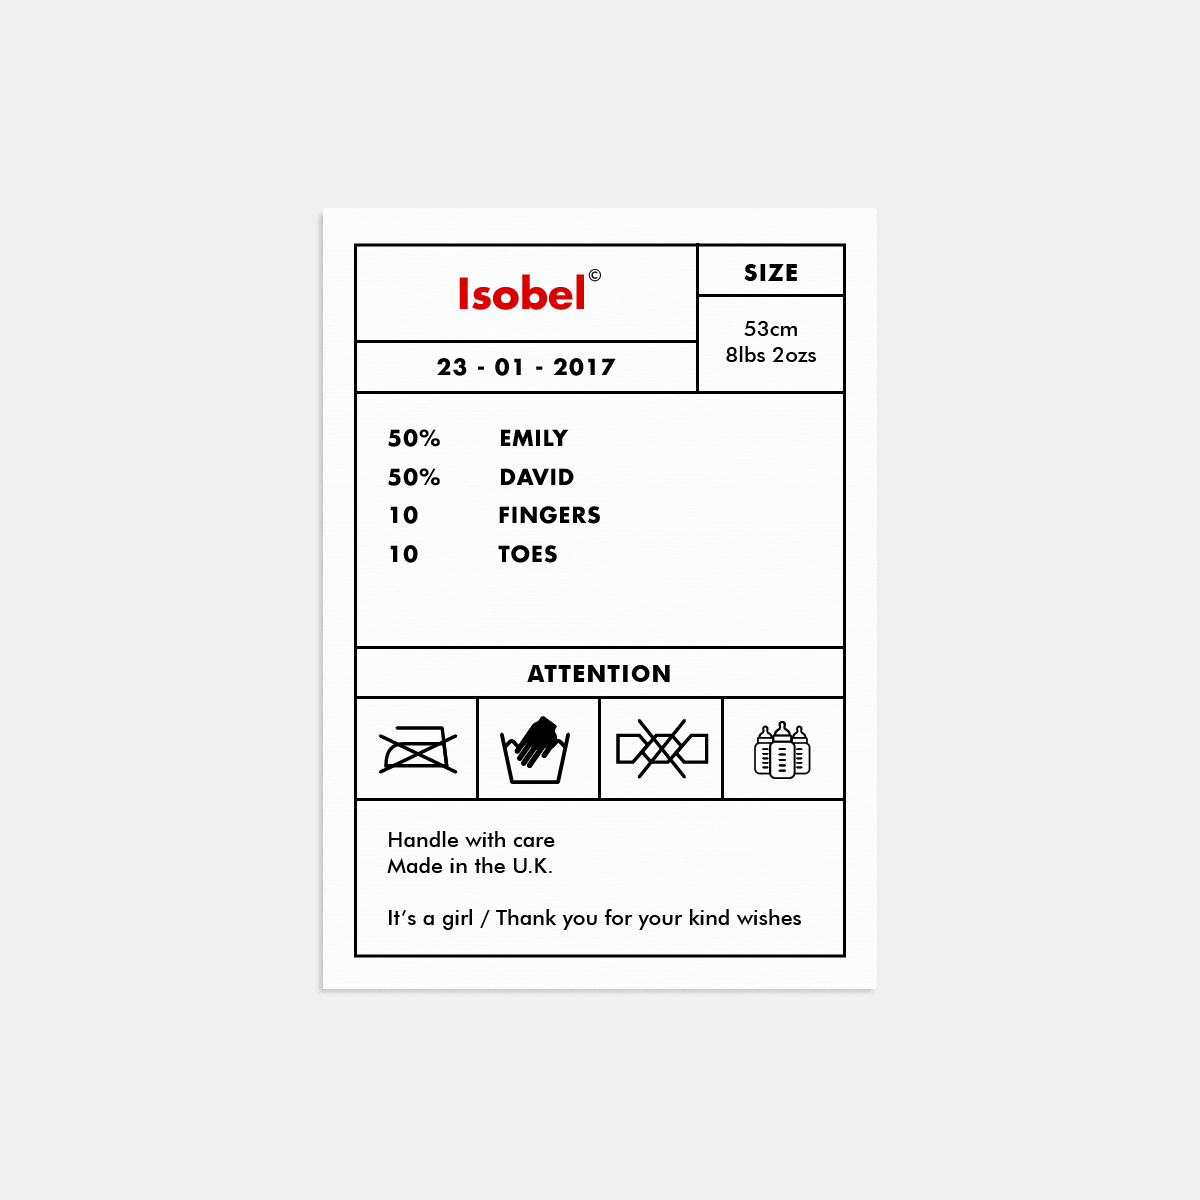 Isobel©
23 - 01 - 2017
SIZE
53cm
8lbs 2ozs
50% EMILY
50% DAVID
10 FINGERS
10 TOES
ATTENTION
Handle with care
Made in the U.K.
It’s a girl / Thank you for your kind wishes